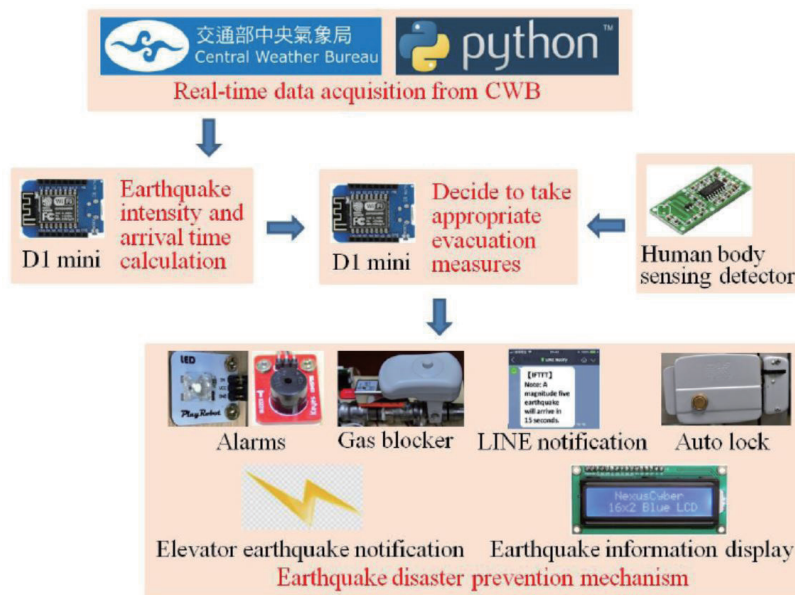 交通部中央氣象局
Central Weather Bureau
python™
Real-time data acquisition from CWB
D1 mini
Earthquake
intensity and
arrival time
calculation
D1 mini
Decide to take
appropriate
evacuation
measures
Human body
sensing detector
LED
PlayRobot
Keyes
【IFTTT】
Note: A
magnitude five
earthquake
will arrive in
15 seconds.
Alarms
Gas blocker
LINE notification
Auto lock
NexusCyber
16x2 Blue LCD
Elevator earthquake notification
Earthquake information display
Earthquake disaster prevention mechanism